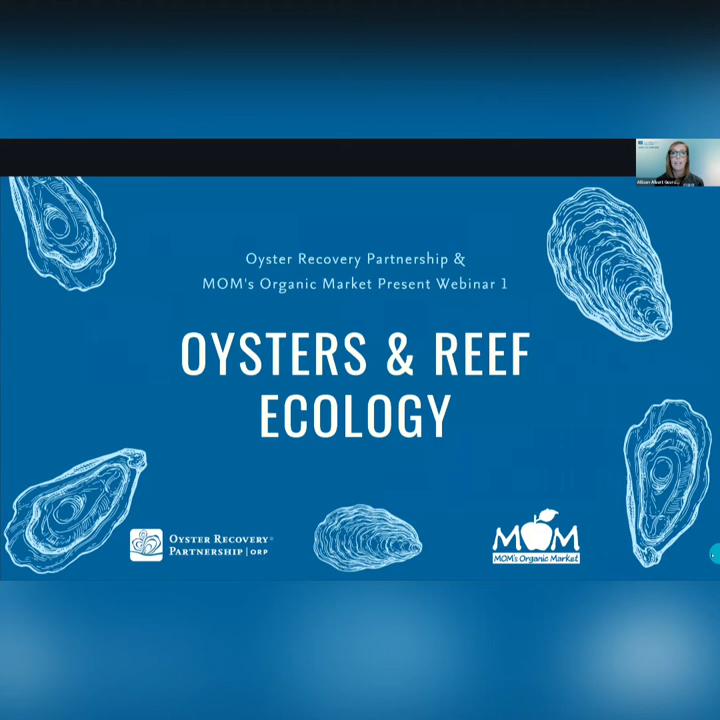 Oyster Recovery Partnership &
MOM's Organic Market Present Webinar 1
OYSTERS & REEF
ECOLOGY
OYSTER RECOVERY®
PARTNERSHIP | ORP
MOM
MOM's Organic Market